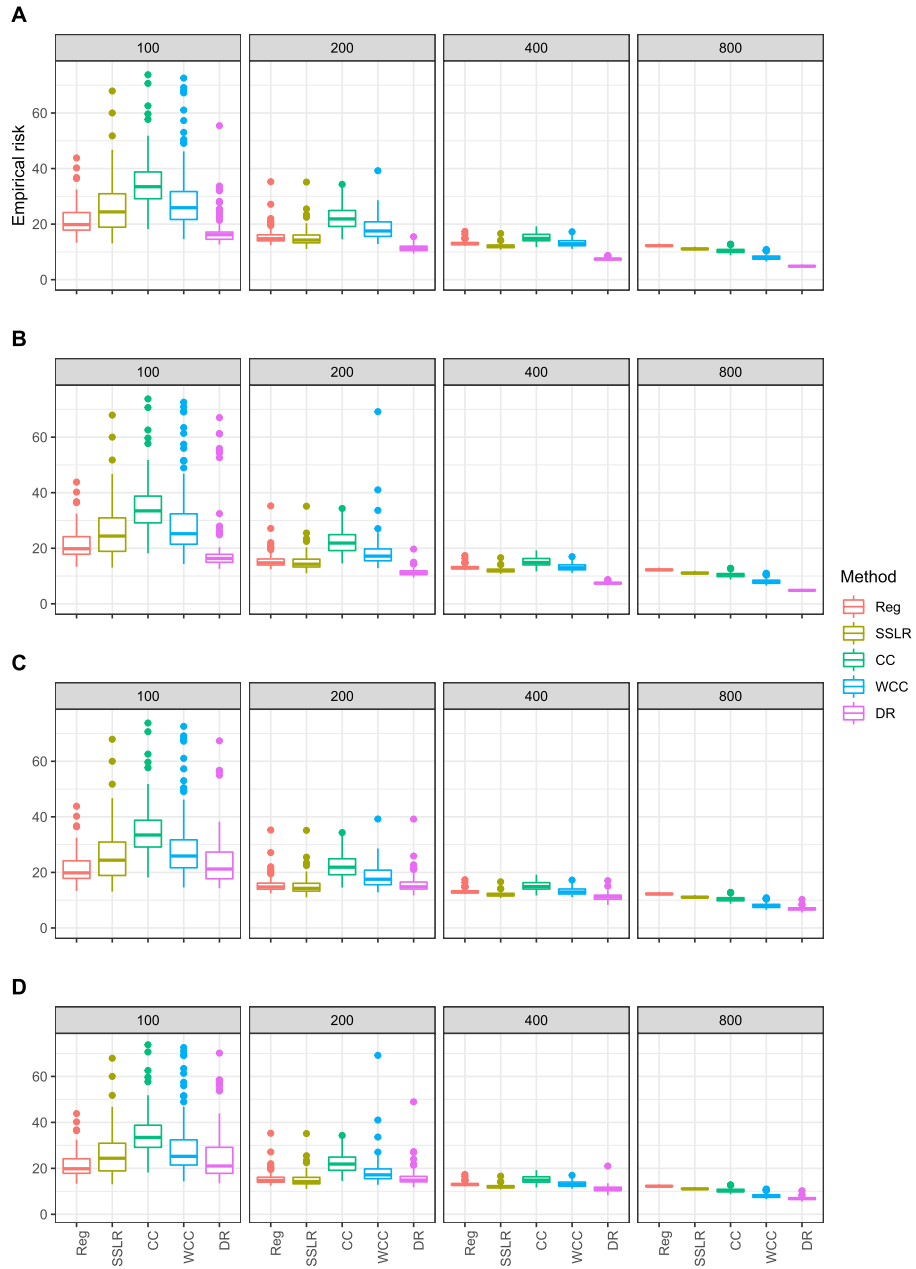 A
100 200 400 800
Empirical risk
60
40
20
0
B
100 200 400 800
60
40
20
0
Method
Reg
SSLR
CC
WCC
DR
C
100 200 400 800
60
40
20
0
D
100 200 400 800
60
40
20
0
Reg SSLR CC WCC DR Reg SSLR CC WCC DR Reg SSLR CC WCC DR Reg SSLR CC WCC DR